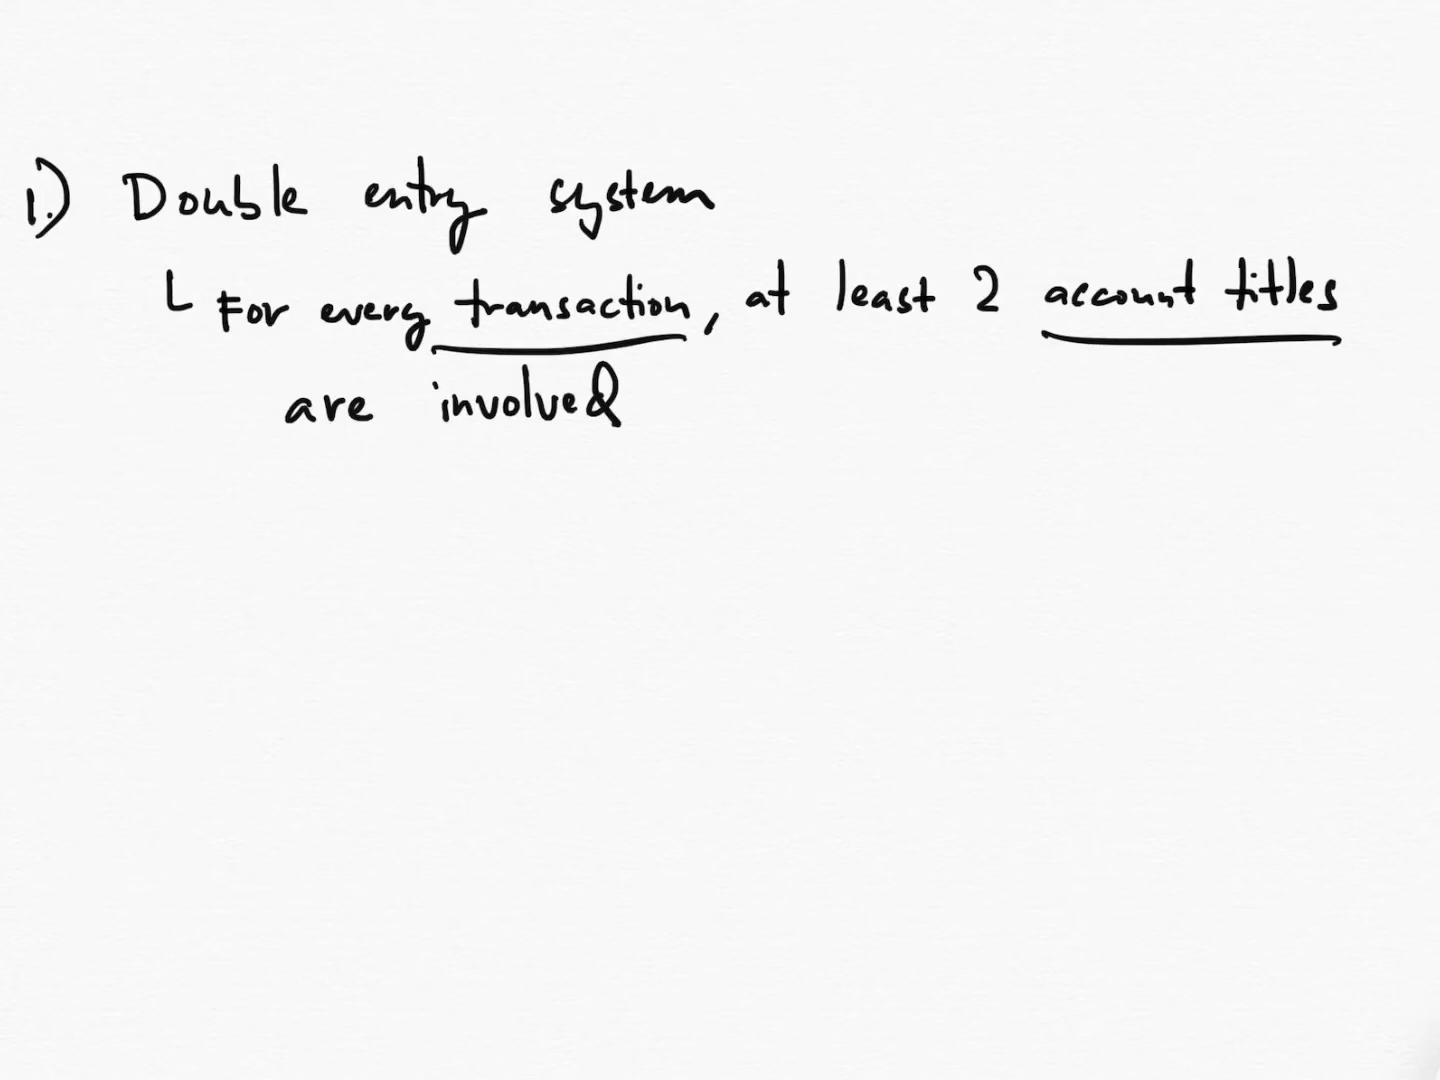 1.) Double entry system
└ For every transaction, at least 2 account titles
are involved